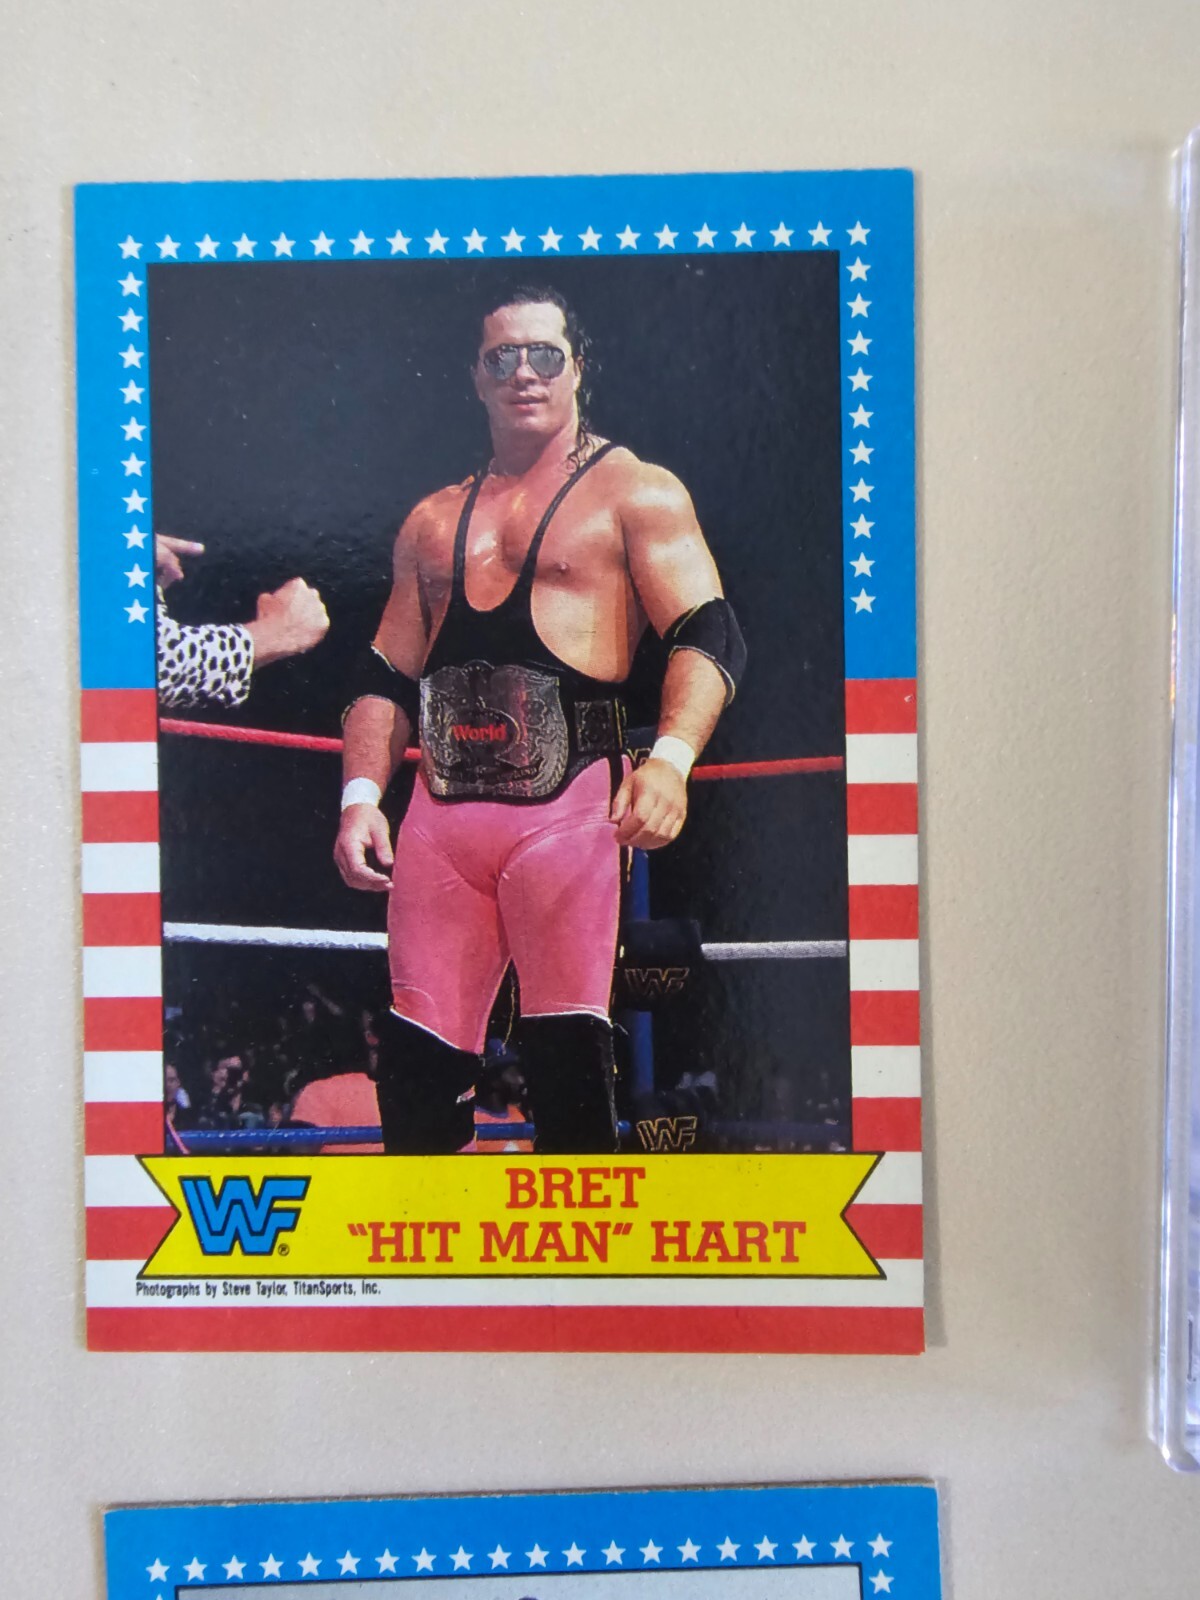 World
WF
WF
WF®
BRET
"HIT MAN" HART
Photographs by Steve Taylor, TitanSports, Inc.